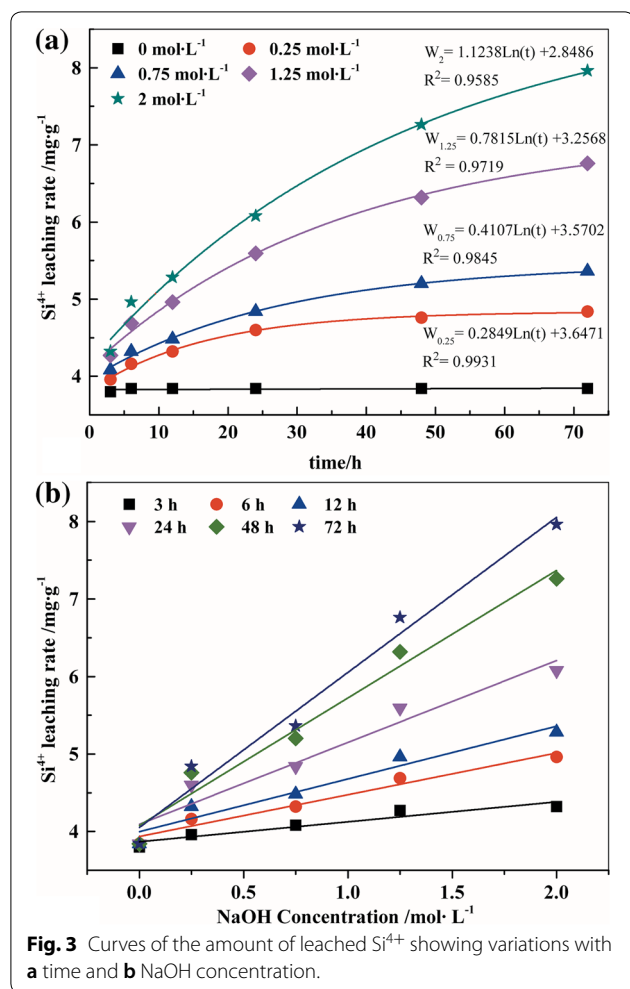 (a)
0 mol·L⁻¹ 0.25 mol·L⁻¹
0.75 mol·L⁻¹ 1.25 mol·L⁻¹
2 mol·L⁻¹
W₂= 1.1238Ln(t) +2.8486
R²= 0.9585
W₁.₂₅= 0.7815Ln(t) +3.2568
R² = 0.9719
W₀.₇₅= 0.4107Ln(t) +3.5702
R²= 0.9845
W₀.₂₅= 0.2849Ln(t) +3.6471
R²= 0.9931
Si⁴⁺ leaching rate /mg·g⁻¹
8
7
6
5
4
0 10 20 30 40 50 60 70
time/h
(b)
3 h 6 h 12 h
24 h 48 h 72 h
Si⁴⁺ leaching rate /mg·g⁻¹
8
7
6
5
4
0.0 0.5 1.0 1.5 2.0
NaOH Concentration /mol· L⁻¹
Fig. 3 Curves of the amount of leached Si⁴⁺ showing variations with
a time and b NaOH concentration.